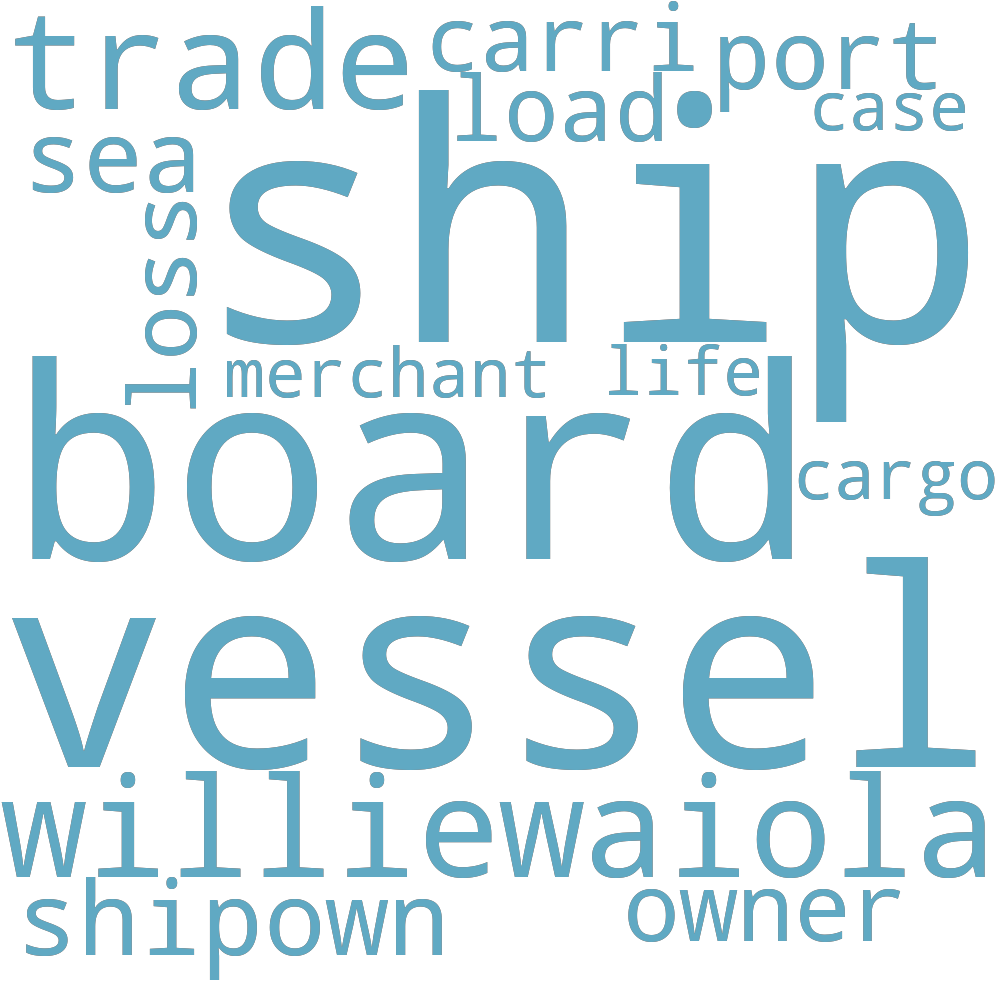 trade
carri
port
load
case
sea
ship
loss
merchant
life
board
cargo
vessel
williewaiola
shipown
owner